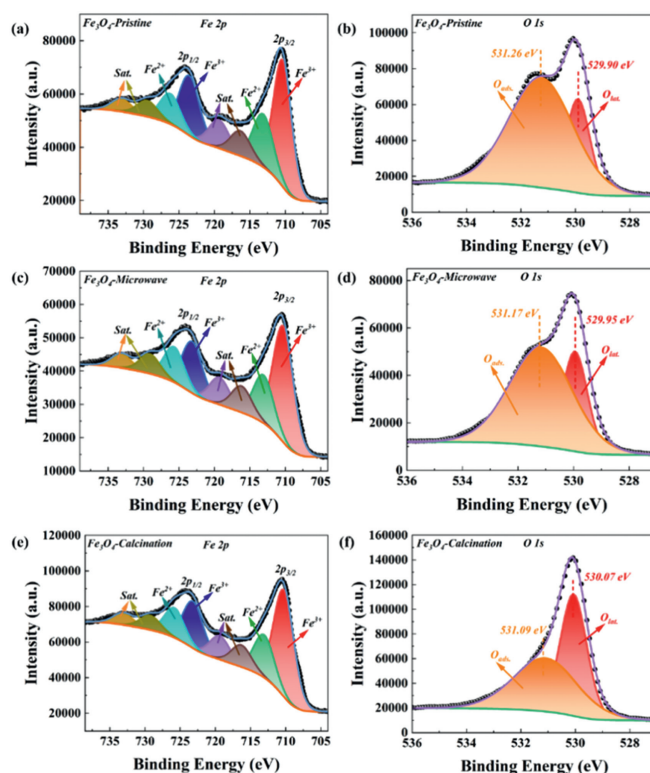 (a)
Fe₃O₄-Pristine
Fe 2p
2p₃/₂
2p₁/₂
Sat.
Fe²⁺
Fe³⁺
Sat.
Fe²⁺
Fe³⁺
80000
60000
40000
20000
Intensity (a.u.)
735 730 725 720 715 710 705
Binding Energy (eV)
(b)
Fe₃O₄-Pristine
O 1s
531.26 eV
529.90 eV
Oads.
Olat.
100000
80000
60000
40000
20000
0
Intensity (a.u.)
536 534 532 530 528
Binding Energy (eV)
(c)
Fe₃O₄-Microwave
Fe 2p
2p₃/₂
2p₁/₂
Sat.
Fe²⁺
Fe³⁺
Sat.
Fe²⁺
Fe³⁺
70000
60000
50000
40000
30000
20000
10000
Intensity (a.u.)
735 730 725 720 715 710 705
Binding Energy (eV)
(d)
Fe₃O₄-Microwave
O 1s
531.17 eV
529.95 eV
Oads.
Olat.
80000
60000
40000
20000
0
Intensity (a.u.)
536 534 532 530 528
Binding Energy (eV)
(e)
Fe₃O₄-Calcination
Fe 2p
2p₃/₂
2p₁/₂
Sat.
Fe²⁺
Fe³⁺
Sat.
Fe²⁺
Fe³⁺
120000
100000
80000
60000
40000
20000
Intensity (a.u.)
735 730 725 720 715 710 705
Binding Energy (eV)
(f)
Fe₃O₄-Calcination
O 1s
530.07 eV
531.09 eV
Oads.
Olat.
160000
140000
120000
100000
80000
60000
40000
20000
0
Intensity (a.u.)
536 534 532 530 528
Binding Energy (eV)